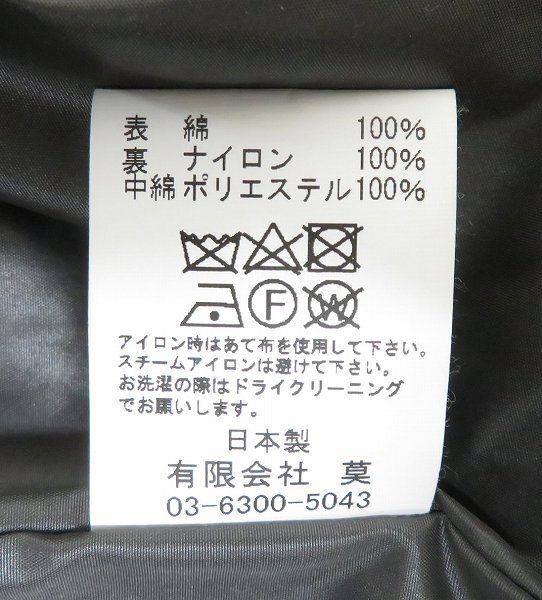 表 綿 100%
裏 ナイロン 100%
中綿 ポリエステル 100%
F W
アイロン時はあて布を使用して下さい。
スチームアイロンは避けて下さい。
お洗濯の際はドライクリーニング
でお願いします。
日本製
有限会社 莫
03-6300-5043